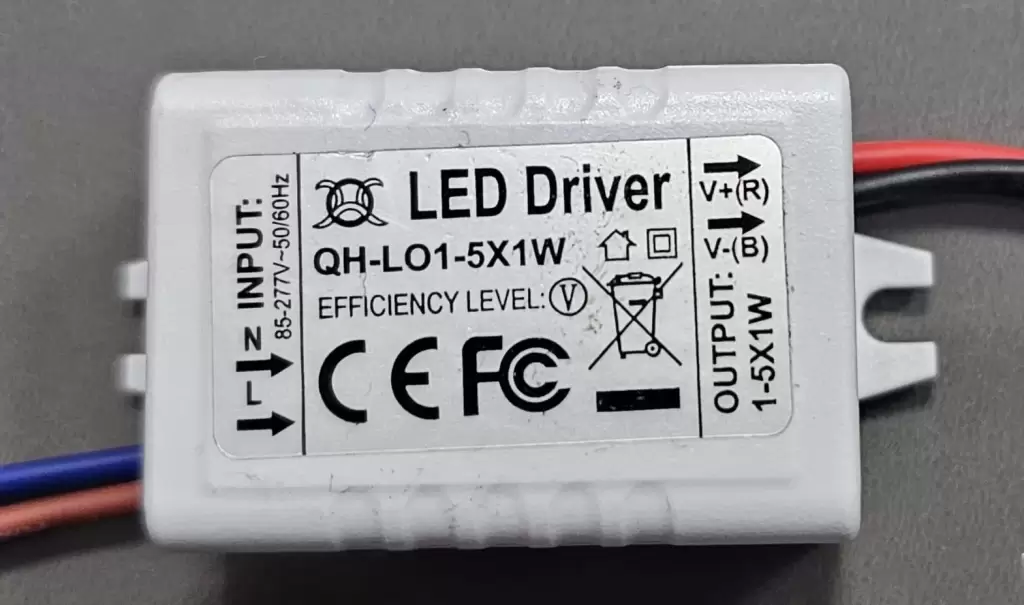 INPUT:
85-277V~50/60Hz
N
L
LED Driver
QH-LO1-5X1W
EFFICIENCY LEVEL: V
CE FC
V+(R)
V-(B)
OUTPUT:
1-5X1W